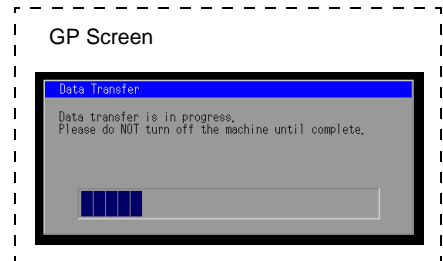 GP Screen
Data Transfer
Data transfer is in progress.
Please do NOT turn off the machine until complete.